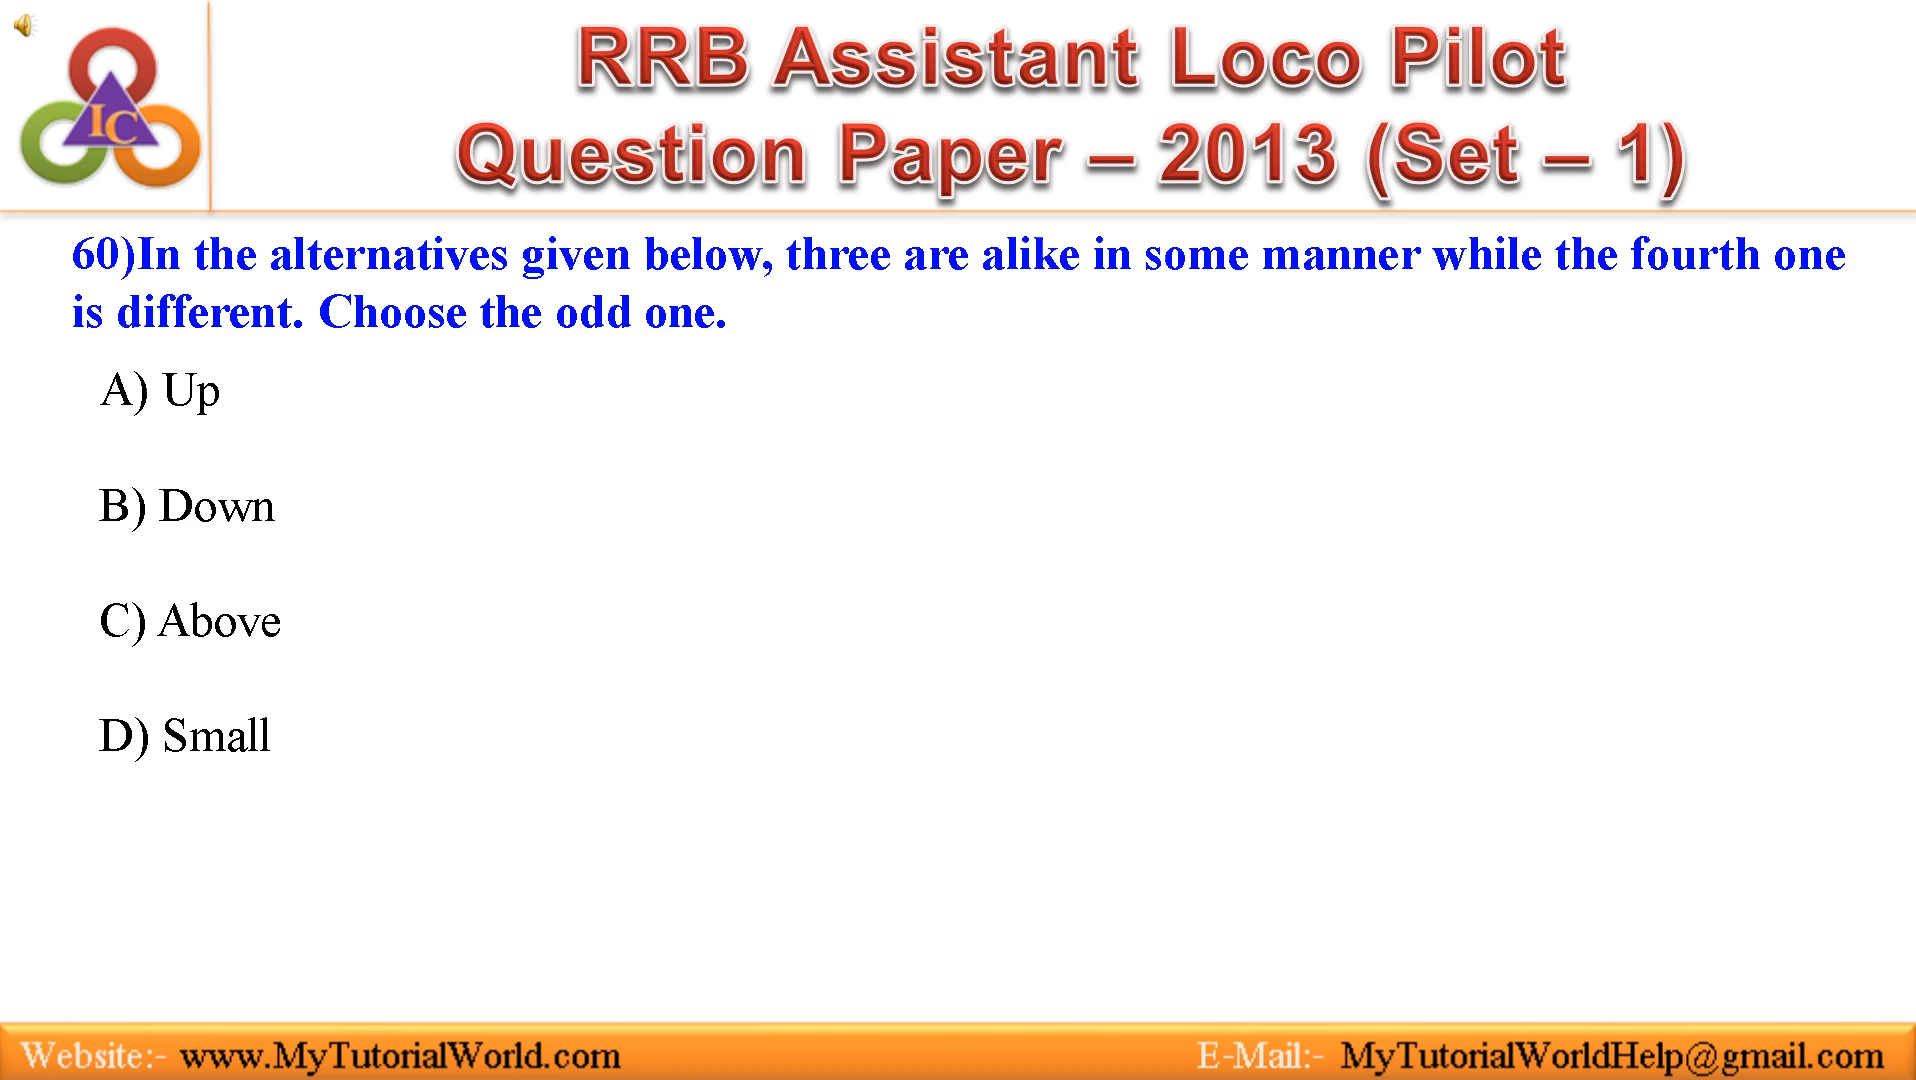 IC
RRB Assistant Loco Pilot
Question Paper – 2013 (Set – 1)
60)In the alternatives given below, three are alike in some manner while the fourth one
is different. Choose the odd one.
A) Up
B) Down
C) Above
D) Small
Website:- www.MyTutorialWorld.com
E-Mail:- MyTutorialWorldHelp@gmail.com